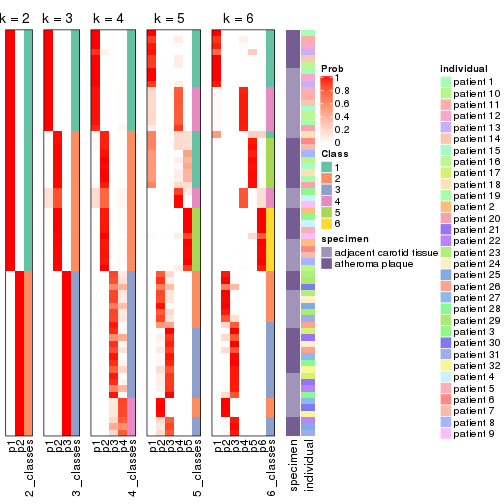 k = 2
k = 3
k = 4
k = 5
k = 6
p1
p2
2_classes
p1
p2
p3
3_classes
p1
p2
p3
p4
4_classes
p1
p2
p3
p4
p5
5_classes
p1
p2
p3
p4
p5
p6
6_classes
specimen
individual
Prob
1
0.8
0.6
0.4
0.2
0
Class
1
2
3
4
5
6
specimen
adjacent carotid tissue
atheroma plaque
individual
patient 1
patient 10
patient 11
patient 12
patient 13
patient 14
patient 15
patient 16
patient 17
patient 18
patient 19
patient 2
patient 20
patient 21
patient 22
patient 23
patient 24
patient 25
patient 26
patient 27
patient 28
patient 29
patient 3
patient 30
patient 31
patient 32
patient 4
patient 5
patient 6
patient 7
patient 8
patient 9